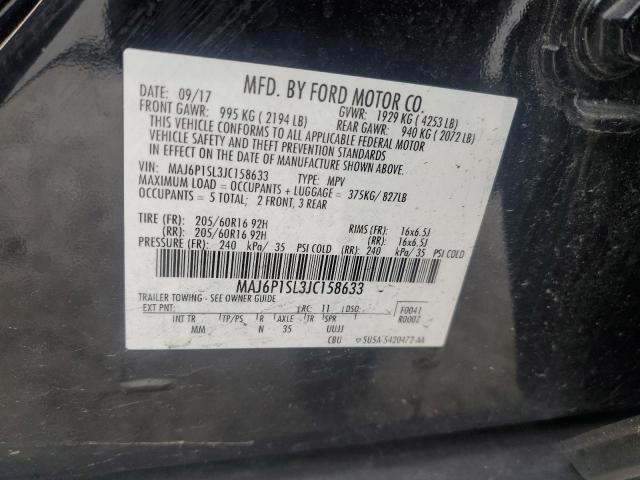 MFD. BY FORD MOTOR CO.
DATE: 09/17 GVWR: 1929 KG ( 4253 LB)
FRONT GAWR: 995 KG ( 2194 LB) REAR GAWR: 940 KG ( 2072 LB)
THIS VEHICLE CONFORMS TO ALL APPLICABLE FEDERAL MOTOR
VEHICLE SAFETY AND THEFT PREVENTION STANDARDS
IN EFFECT ON THE DATE OF MANUFACTURE SHOWN ABOVE.
VIN: MAJ6P1SL3JC158633 TYPE: MPV
MAXIMUM LOAD = OCCUPANTS + LUGGAGE = 375KG/ 827LB
OCCUPANTS = 5 TOTAL; 2 FRONT, 3 REAR
TIRE (FR): 205/60R16 92H RIMS (FR): 16x6.5J
(RR): 205/60R16 92H (RR): 16x6.5J
PRESSURE (FR): 240 kPa/ 35 PSI COLD (RR): 240 kPa/ 35 PSI COLD
MAJ6P1SL3JC158633
TRAILER TOWING - SEE OWNER GUIDE
EXT PNT: RC: 11 DSO: F0041
INT TR TP/PS R AXLE TR SPR R0002
MM N 35 UUJJ
CBU 5U5A-5420472-AA